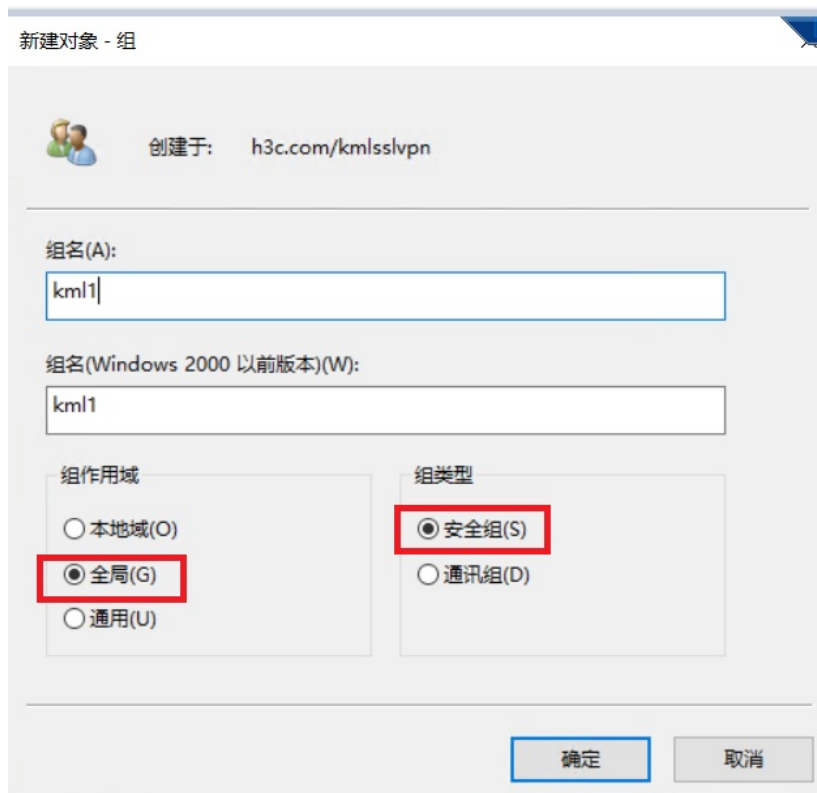 新建对象 - 组
创建于: h3c.com/kmlsslvpn
组名(A):
kml1
组名(Windows 2000 以前版本)(W):
kml1
组作用域
本地域(O)
全局(G)
通用(U)
组类型
安全组(S)
通讯组(D)
确定
取消